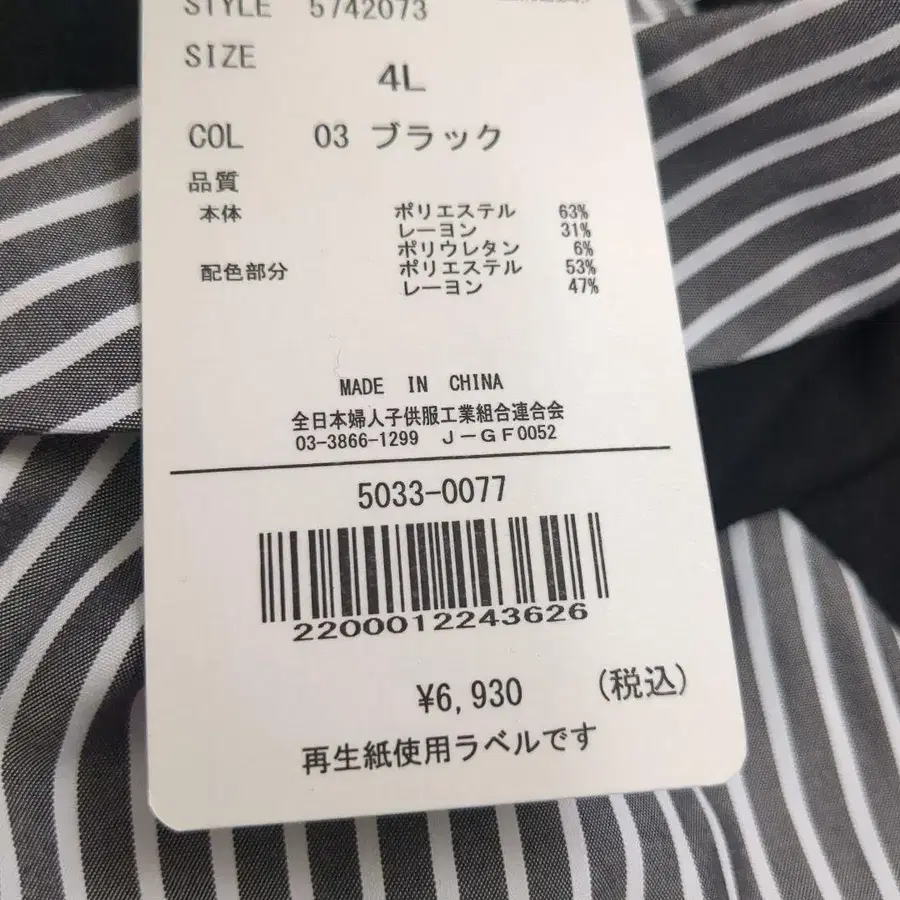 STYLE 5742073
SIZE 4L
COL 03 ブラック
品質
本体 ポリエステル 63%
レーヨン 31%
ポリウレタン 6%
配色部分 ポリエステル 53%
レーヨン 47%
MADE IN CHINA
全日本婦人子供服工業組合連合会
03-3866-1299 J-GF0052
5033-0077
2200012243626
¥6,930 (税込)
再生紙使用ラベルです